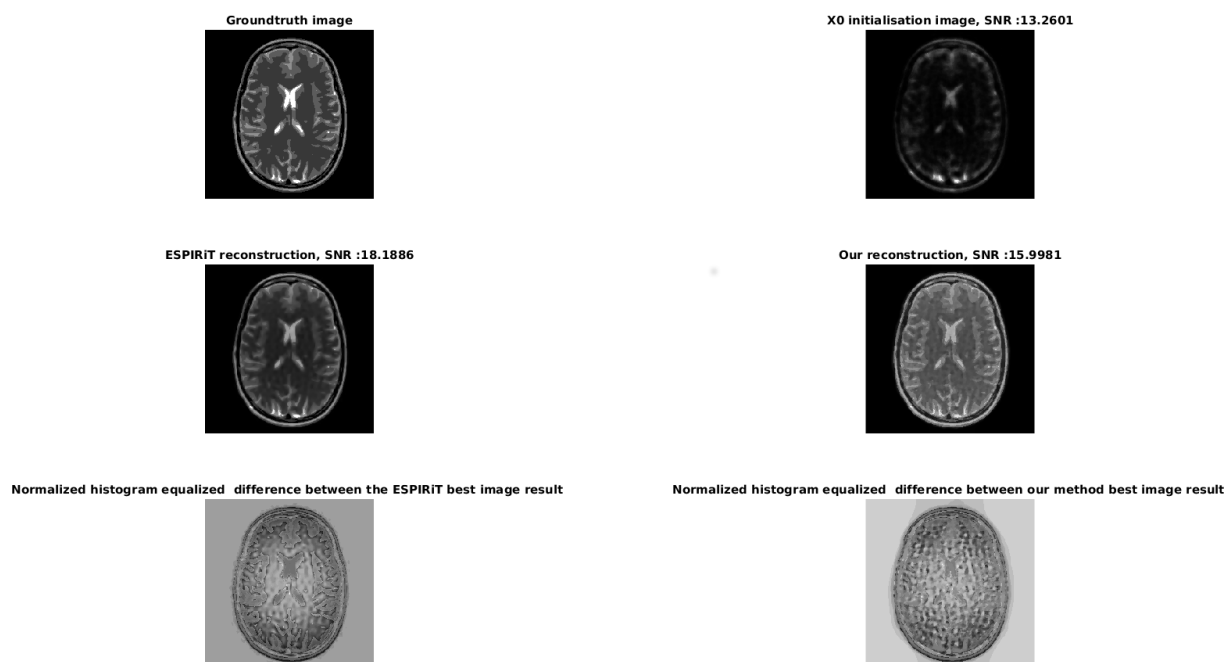 Groundtruth image
X0 initialisation image, SNR :13.2601
ESPIRiT reconstruction, SNR :18.1886
Our reconstruction, SNR :15.9981
Normalized histogram equalized  difference between the ESPIRiT best image result
Normalized histogram equalized  difference between our method best image result